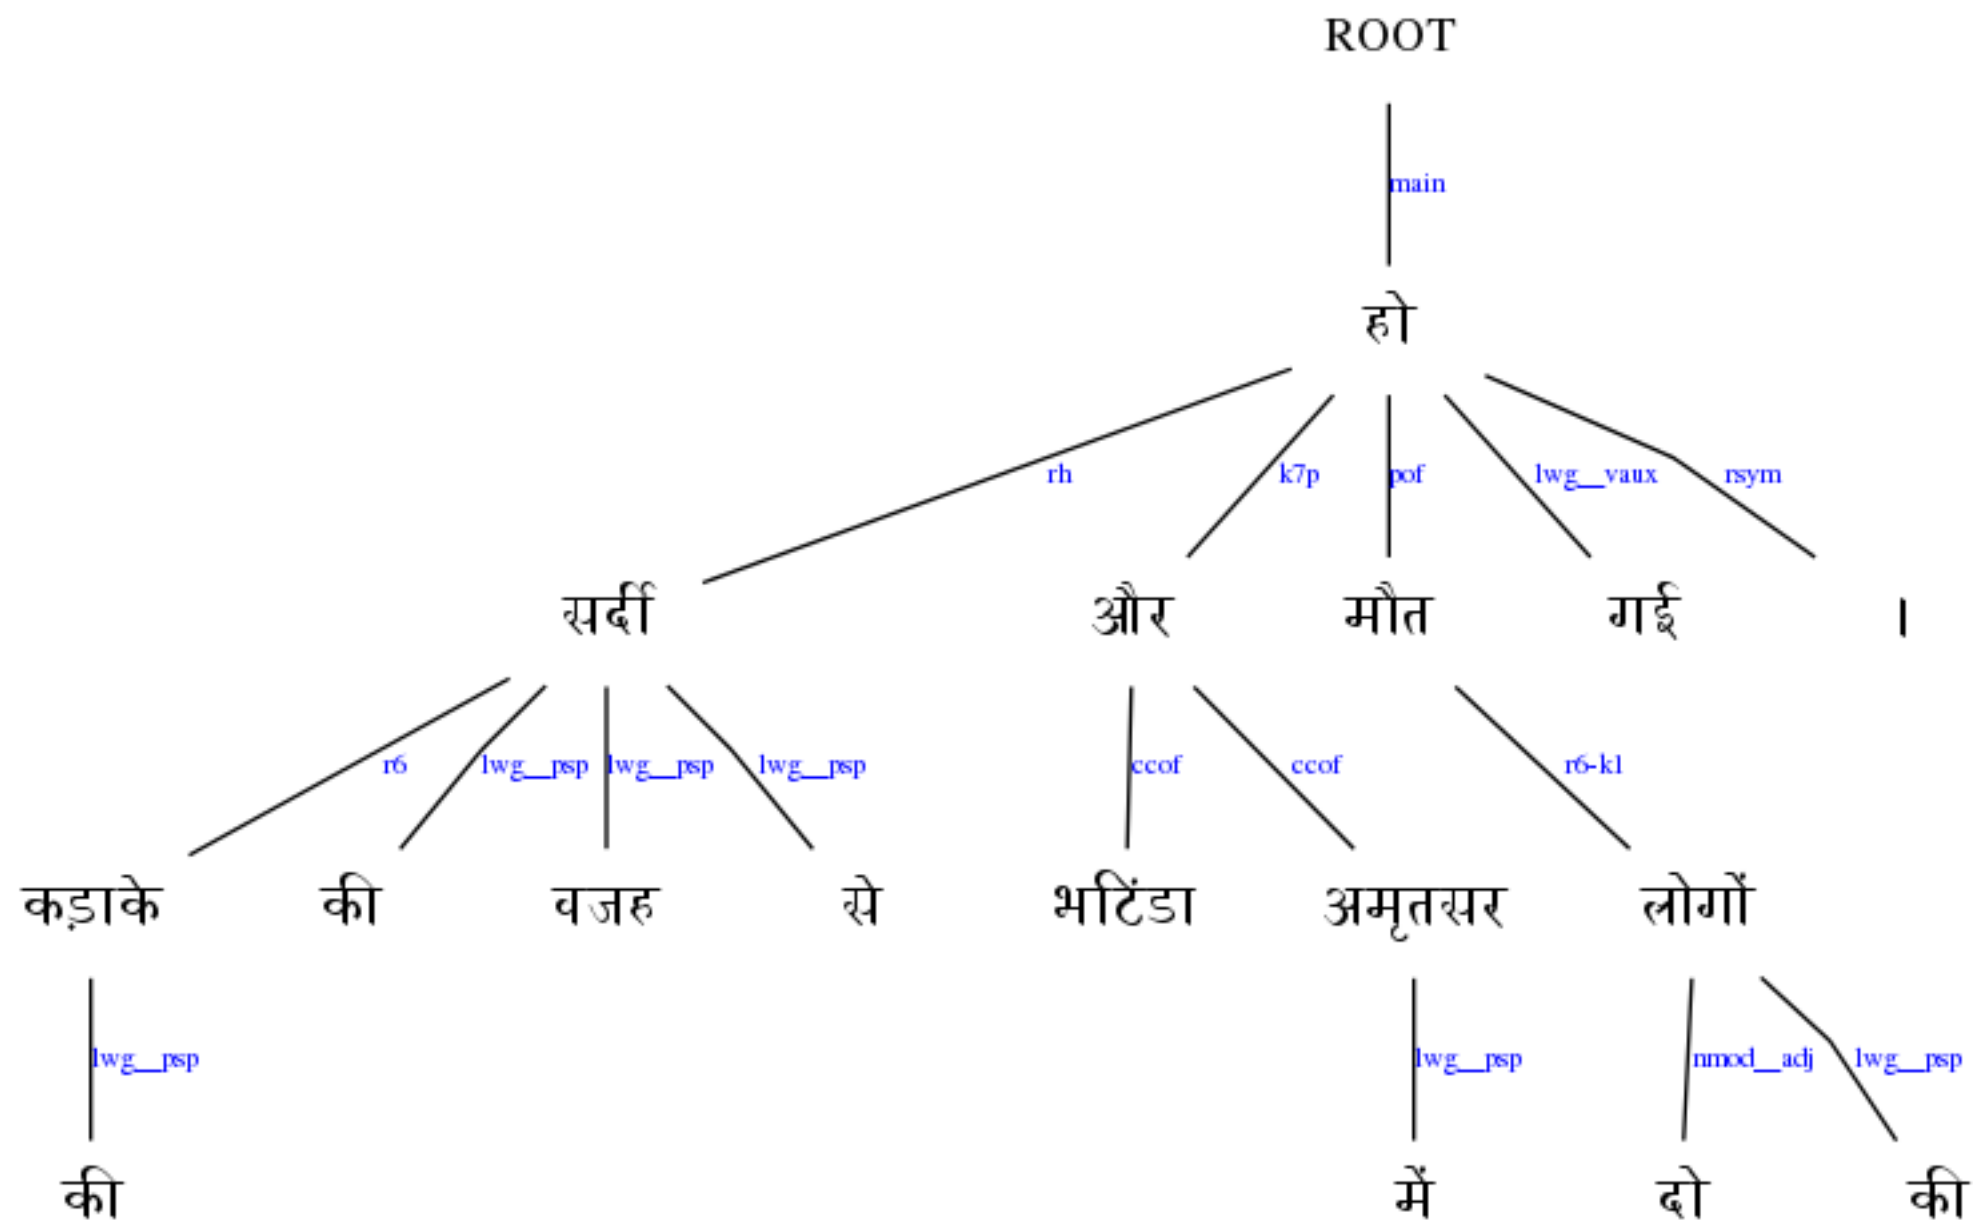 ROOT
main
हो
rh k7p pof lwg__vaux rsym
सर्दी और मौत गई ।
r6 lwg__psp lwg__psp lwg__psp ccof ccof r6-k1
कड़ाके की वजह से भटिंडा अमृतसर लोगों
lwg__psp lwg__psp nmod__adj lwg__psp
की में दो की